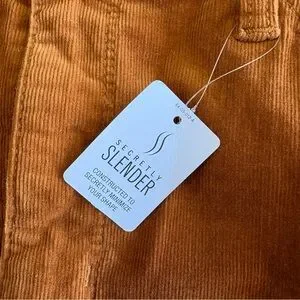 SECRETLY
SLENDER
CONSTRUCTED TO
SECRETLY MINIMIZE
YOUR SHAPE